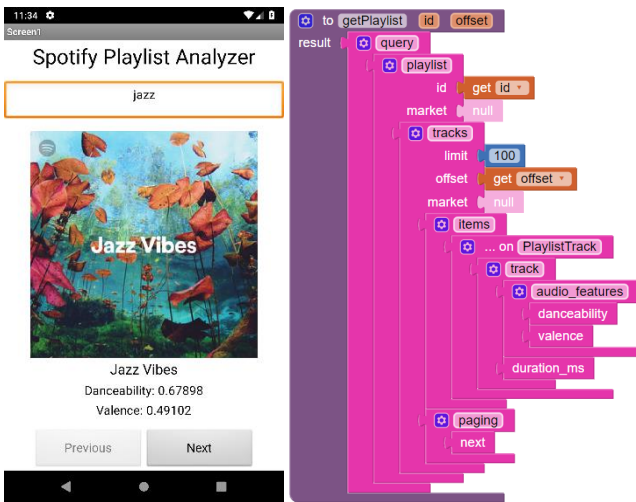 11:34
Screen1
Spotify Playlist Analyzer
jazz
Jazz Vibes
Jazz Vibes
Danceability: 0.67898
Valence: 0.49102
Previous Next
to getPlaylist id offset
result query
playlist
id get id
market null
tracks
limit 100
offset get offset
market null
items
... on PlaylistTrack
track
audio_features
danceability
valence
duration_ms
paging
next